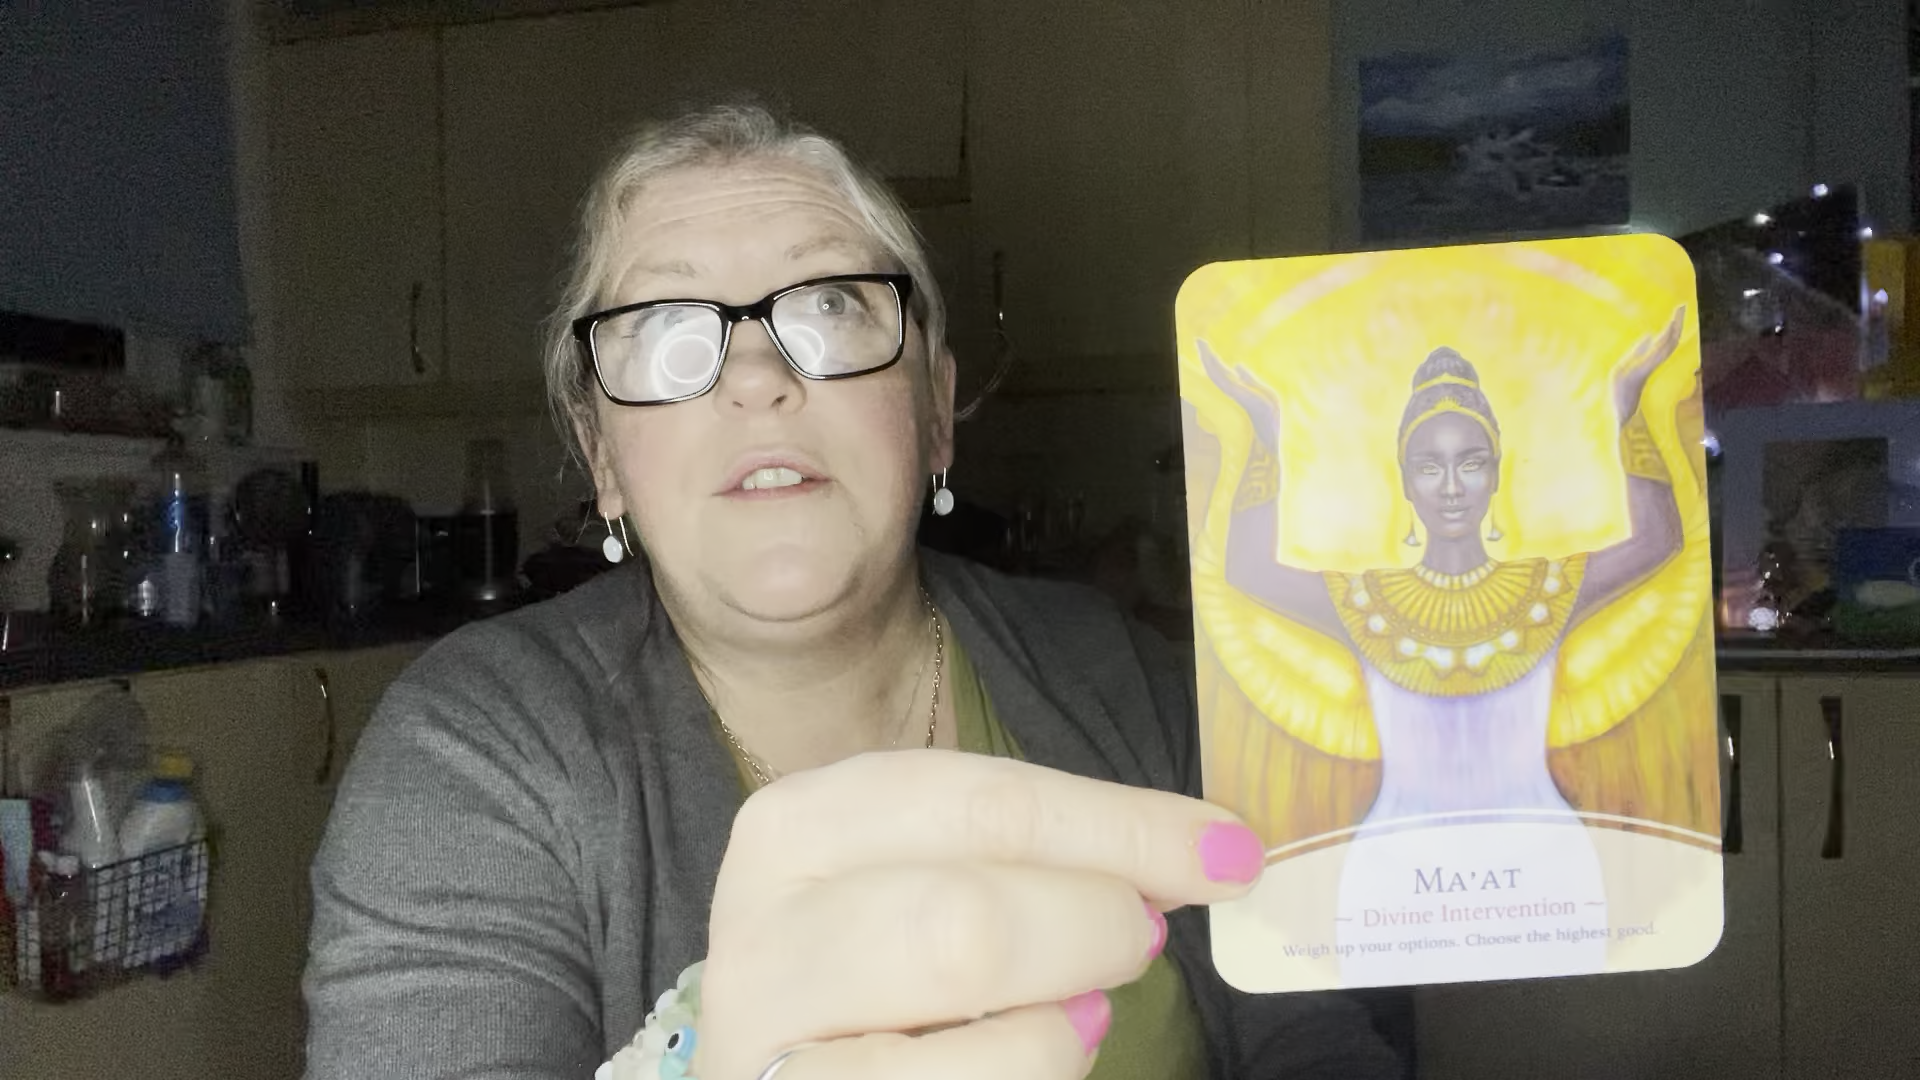 MA'AT
~ Divine Intervention ~
Weigh up your options. Choose the highest good.